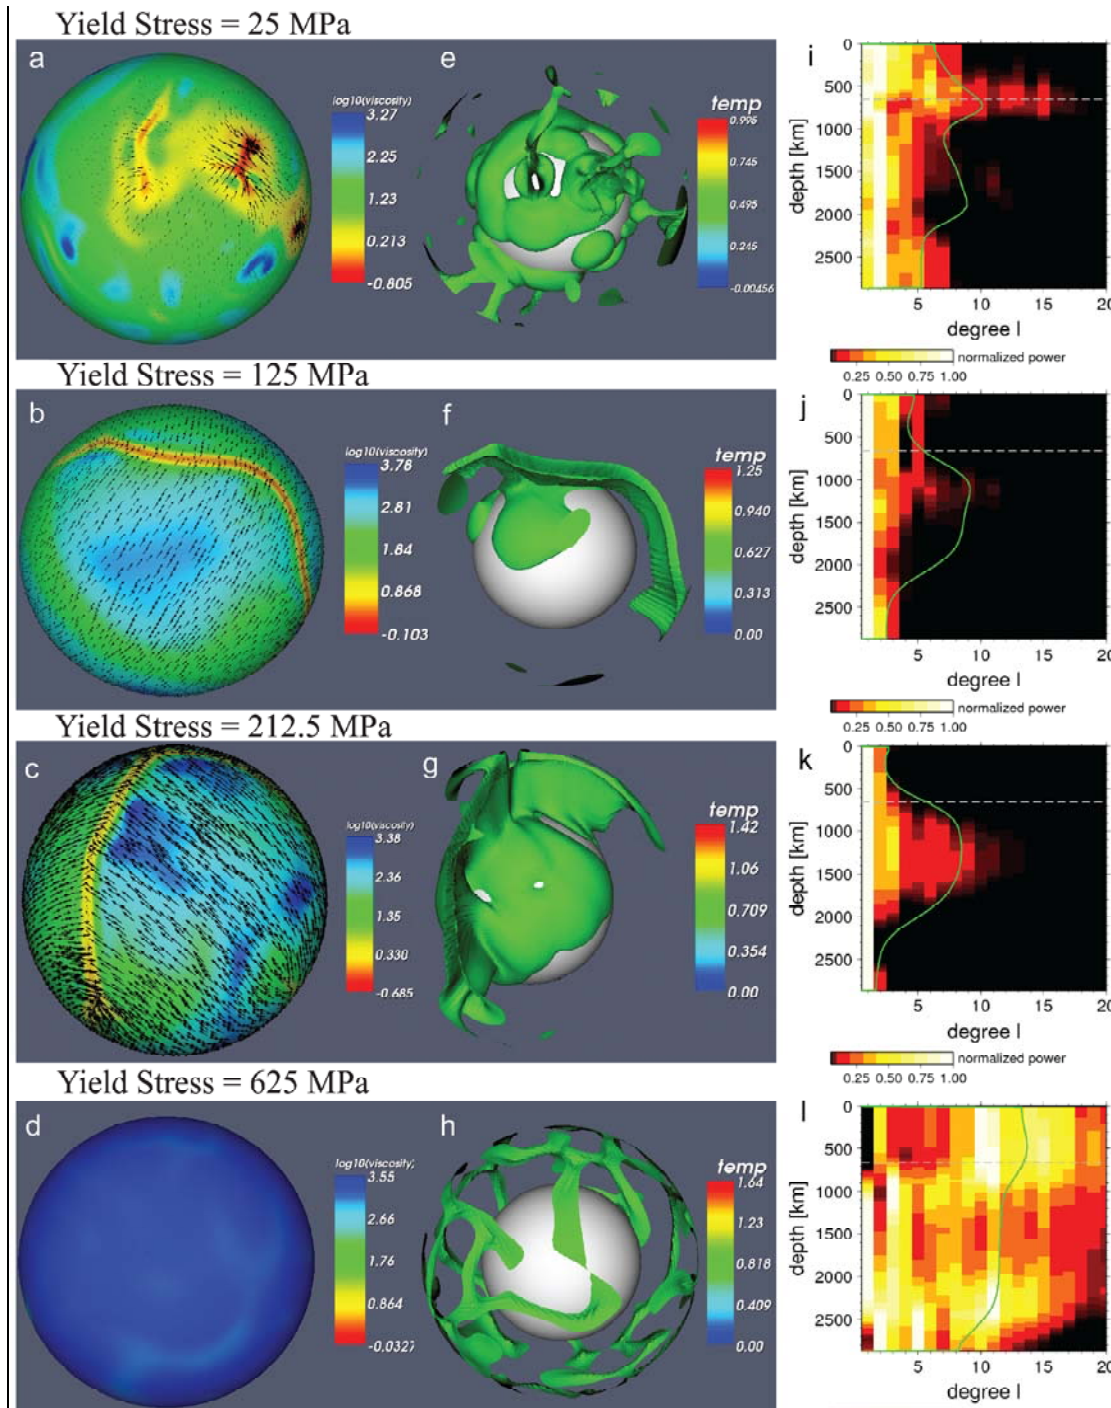 Yield Stress = 25 MPa
a
log10(viscosity)
3.27
2.25
1.23
0.213
-0.805
e
temp
0.995
0.745
0.495
0.245
-0.00456
i
0
500
1000
1500
2000
2500
depth [km]
5 10 15 20
degree l
normalized power
0.25 0.50 0.75 1.00
Yield Stress = 125 MPa
b
log10(viscosity)
3.78
2.81
1.84
0.868
-0.103
f
temp
1.25
0.940
0.627
0.313
0.00
j
0
500
1000
1500
2000
2500
depth [km]
5 10 15 20
degree l
normalized power
0.25 0.50 0.75 1.00
Yield Stress = 212.5 MPa
c
log10(viscosity)
3.38
2.36
1.35
0.330
-0.685
g
temp
1.42
1.06
0.709
0.354
0.00
k
0
500
1000
1500
2000
2500
depth [km]
5 10 15 20
degree l
normalized power
0.25 0.50 0.75 1.00
Yield Stress = 625 MPa
d
log10(viscosity)
3.55
2.66
1.76
0.864
-0.0327
h
temp
1.64
1.23
0.818
0.409
0.00
l
0
500
1000
1500
2000
2500
depth [km]
5 10 15 20
degree l